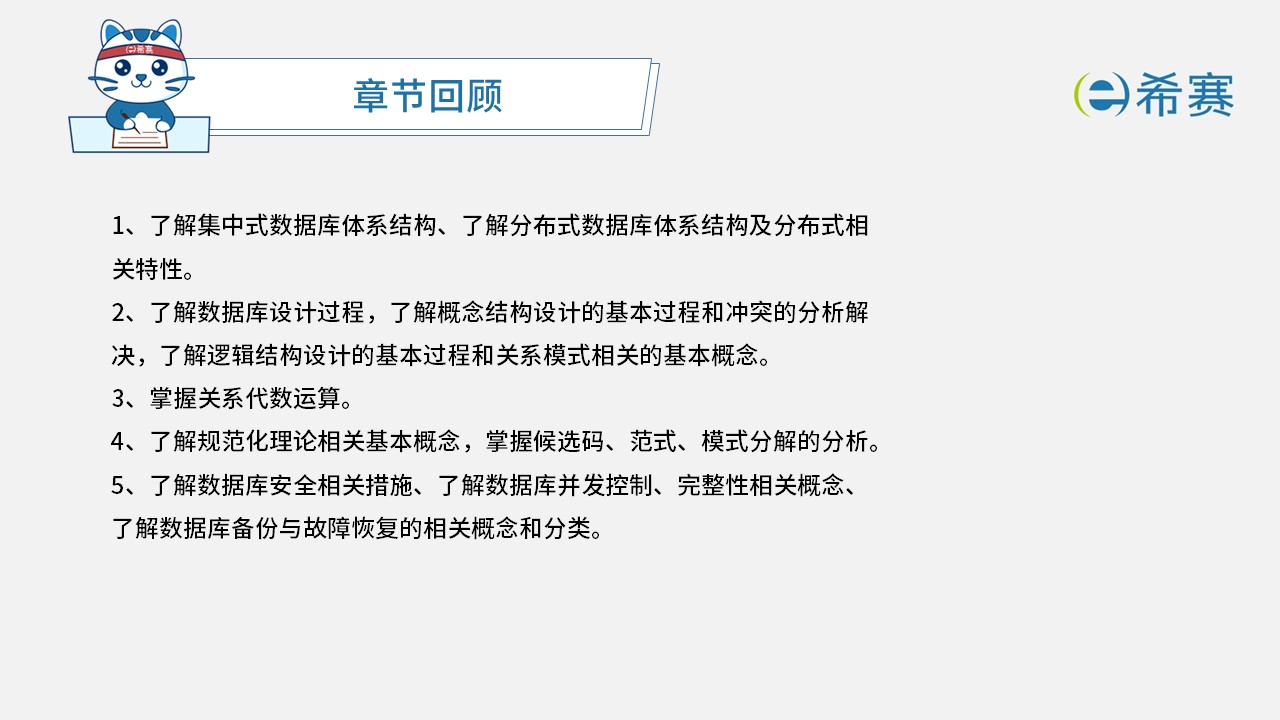 希赛
章节回顾
希赛
1、了解集中式数据库体系结构、了解分布式数据库体系结构及分布式相
关特性。
2、了解数据库设计过程，了解概念结构设计的基本过程和冲突的分析解
决，了解逻辑结构设计的基本过程和关系模式相关的基本概念。
3、掌握关系代数运算。
4、了解规范化理论相关基本概念，掌握候选码、范式、模式分解的分析。
5、了解数据库安全相关措施、了解数据库并发控制、完整性相关概念、
了解数据库备份与故障恢复的相关概念和分类。